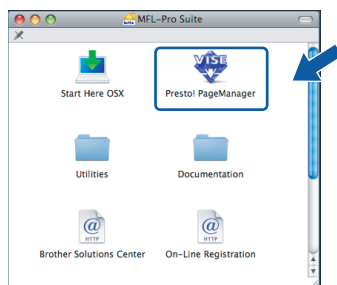 MFL-Pro Suite
VISE
Start Here OSX
Presto! PageManager
Utilities
Documentation
@
HTTP
@
HTTP
Brother Solutions Center
On-Line Registration